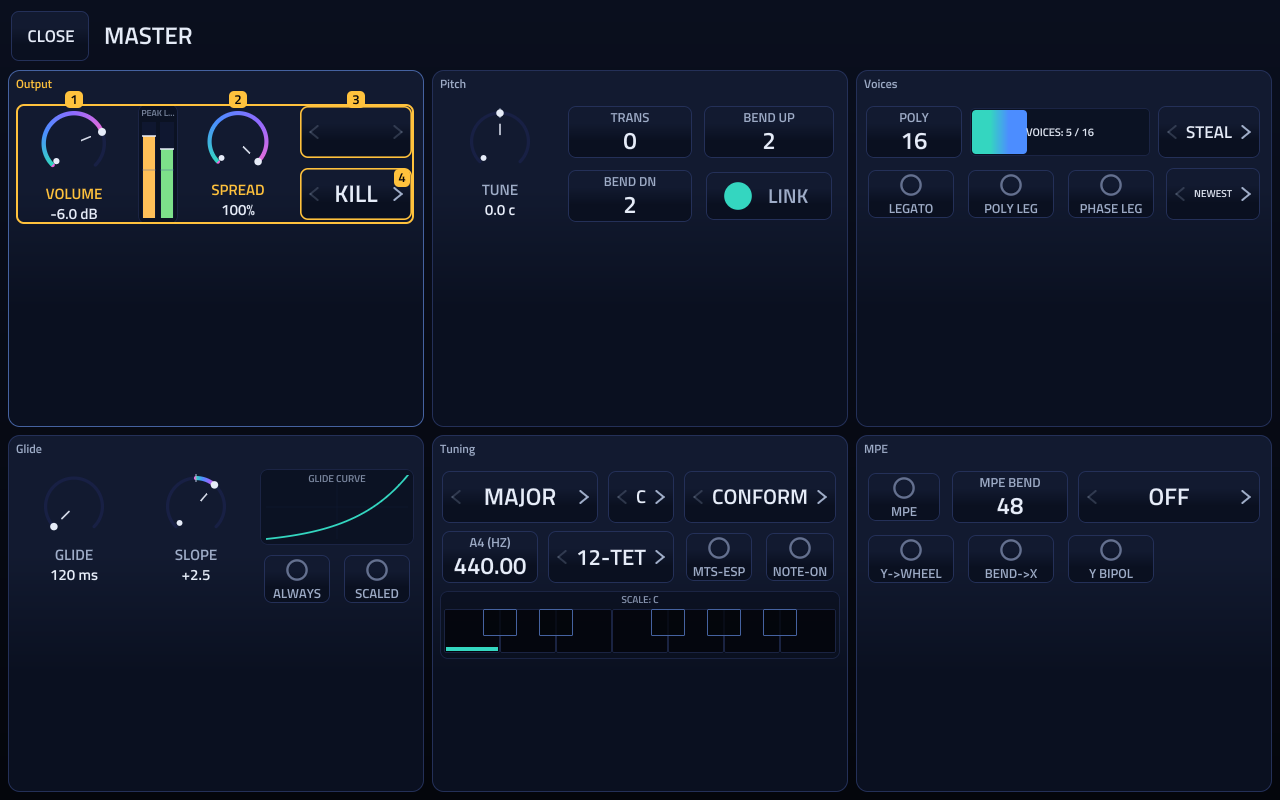 CLOSE
MASTER
Output
1
2
3
4
PEAK L...
VOLUME
-6.0 dB
SPREAD
100%
KILL
Pitch
TUNE
0.0 c
TRANS
0
BEND UP
2
BEND DN
2
LINK
Voices
POLY
16
VOICES: 5 / 16
STEAL
LEGATO
POLY LEG
PHASE LEG
NEWEST
Glide
GLIDE
120 ms
SLOPE
+2.5
GLIDE CURVE
ALWAYS
SCALED
Tuning
MAJOR
C
CONFORM
A4 (HZ)
440.00
12-TET
MTS-ESP
NOTE-ON
SCALE: C
MPE
MPE
MPE BEND
48
OFF
Y->WHEEL
BEND->X
Y BIPOL